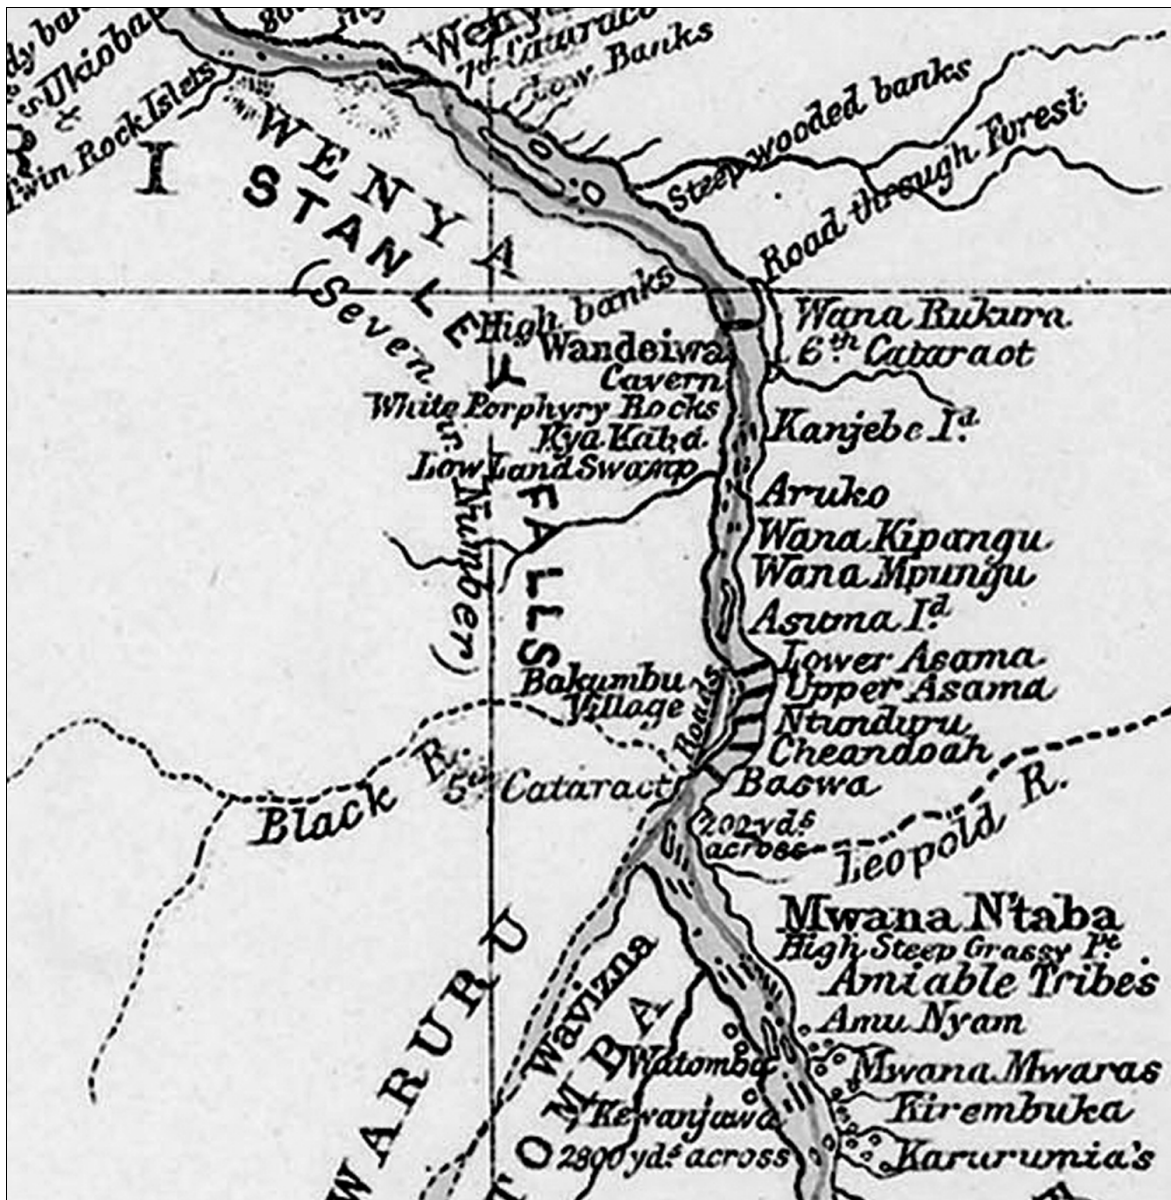 Twin Rock Islets
7th Cataract
Low Banks
Steep wooded banks
Road through Forest
I
WENYA
STANLEY FALLS
(Seven in Number)
High banks
Wana Rukura
6th Cataract
Wandeiwa
Cavern
White Porphyry Rocks
Kanjebe Id.
Kya Kaba
Low Land Swamp
Aruko
Wana Kipangu
Wana Mpungu
Asuma Id.
Lower Asama
Upper Asama
Bakumbu
Village
Roads
Ntunduru
Cheandoah
Baswa
Black R.
Cataract
202 yds.
across
Leopold R.
Mwana N'taba
High Steep Grassy Pt.
Amiable Tribes
WARURU
Wavizna
TOMBA
Amu Nyam
Watomba
Mwana Mwaras
Kewanjawa
Kirembuka
2800 yds. across
Karurumia's